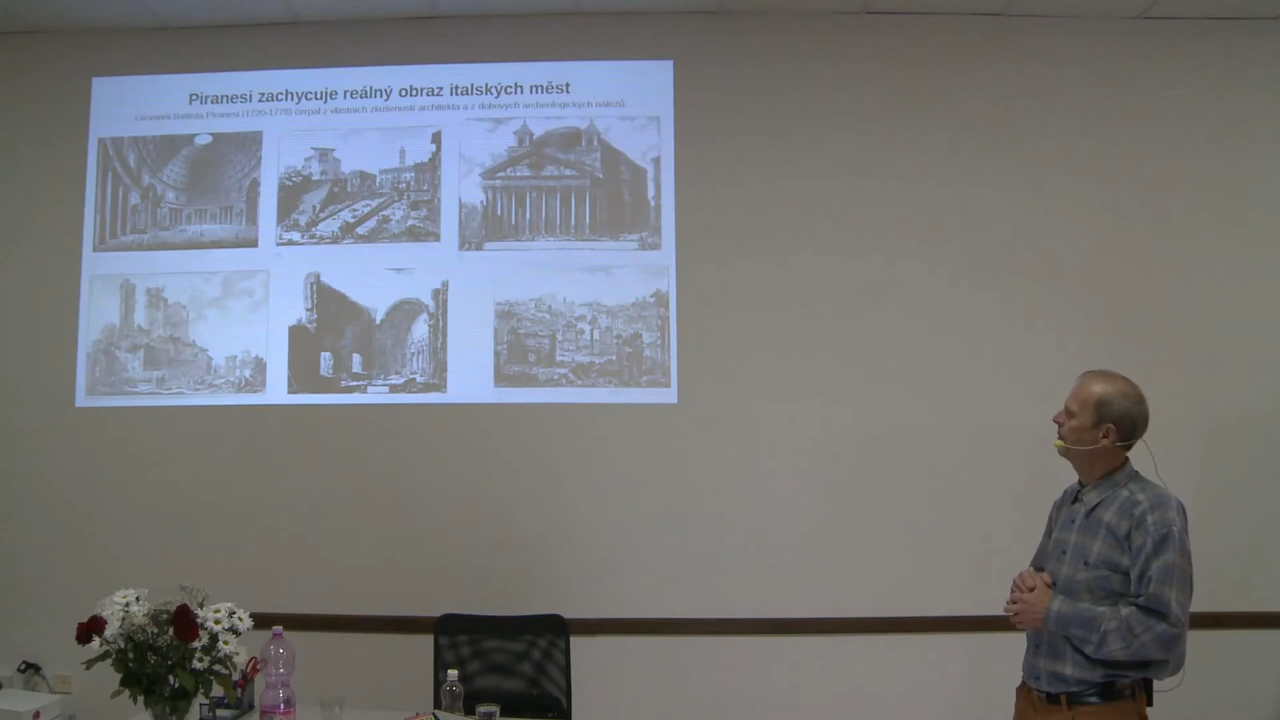 Piranesi zachycuje reálný obraz italských měst
Giovanni Battista Piranesi (1720-1778) čerpal z vlastních zkušeností architekta a z dobových archeologických nálezů.